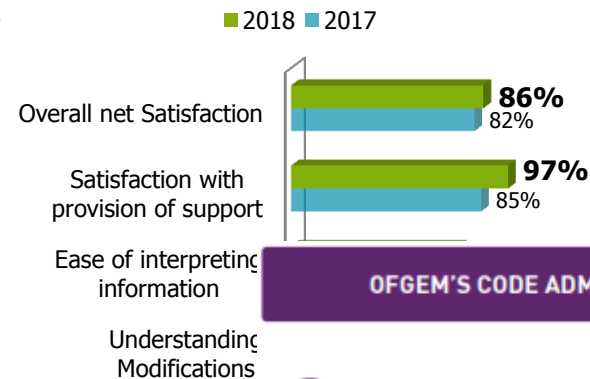 2018 2017
Overall net Satisfaction
86%
82%
Satisfaction with
provision of support
97%
85%
Ease of interpreting
information
OFGEM'S CODE ADM
Understanding
Modifications